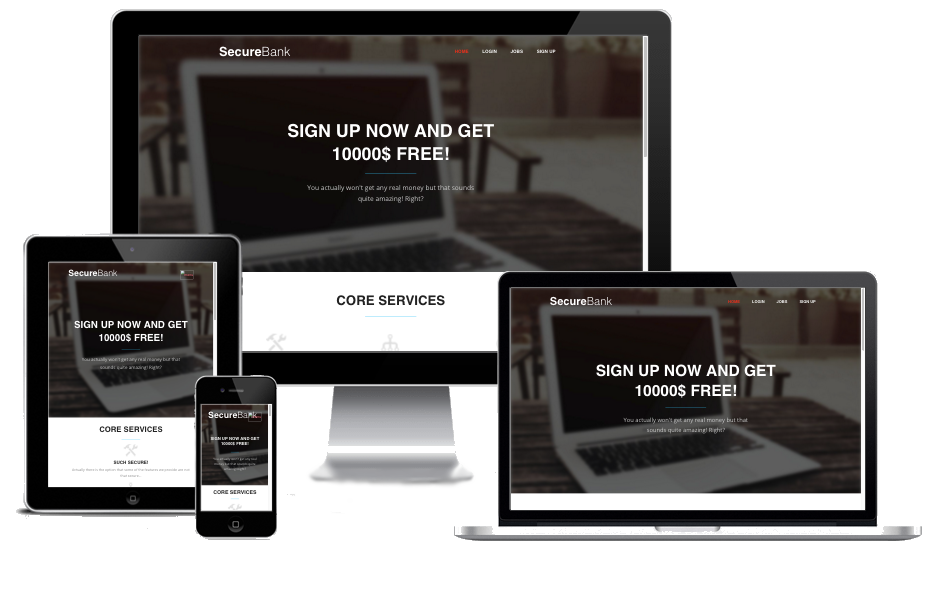 SecureBank
HOME LOGIN JOBS SIGN UP
SIGN UP NOW AND GET
10000$ FREE!
You actually won't get any real money but that sounds
quite amazing! Right?
CORE SERVICES
SecureBank
SIGN UP NOW AND GET
10000$ FREE!
You actually won't get any real money but that
sounds quite amazing! Right?
CORE SERVICES
SUCH SECURE!
SecureBank
SIGN UP NOW AND GET
10000$ FREE!
CORE SERVICES
SecureBank
HOME LOGIN JOBS SIGN UP
SIGN UP NOW AND GET
10000$ FREE!
You actually won't get any real money but that
sounds quite amazing! Right?